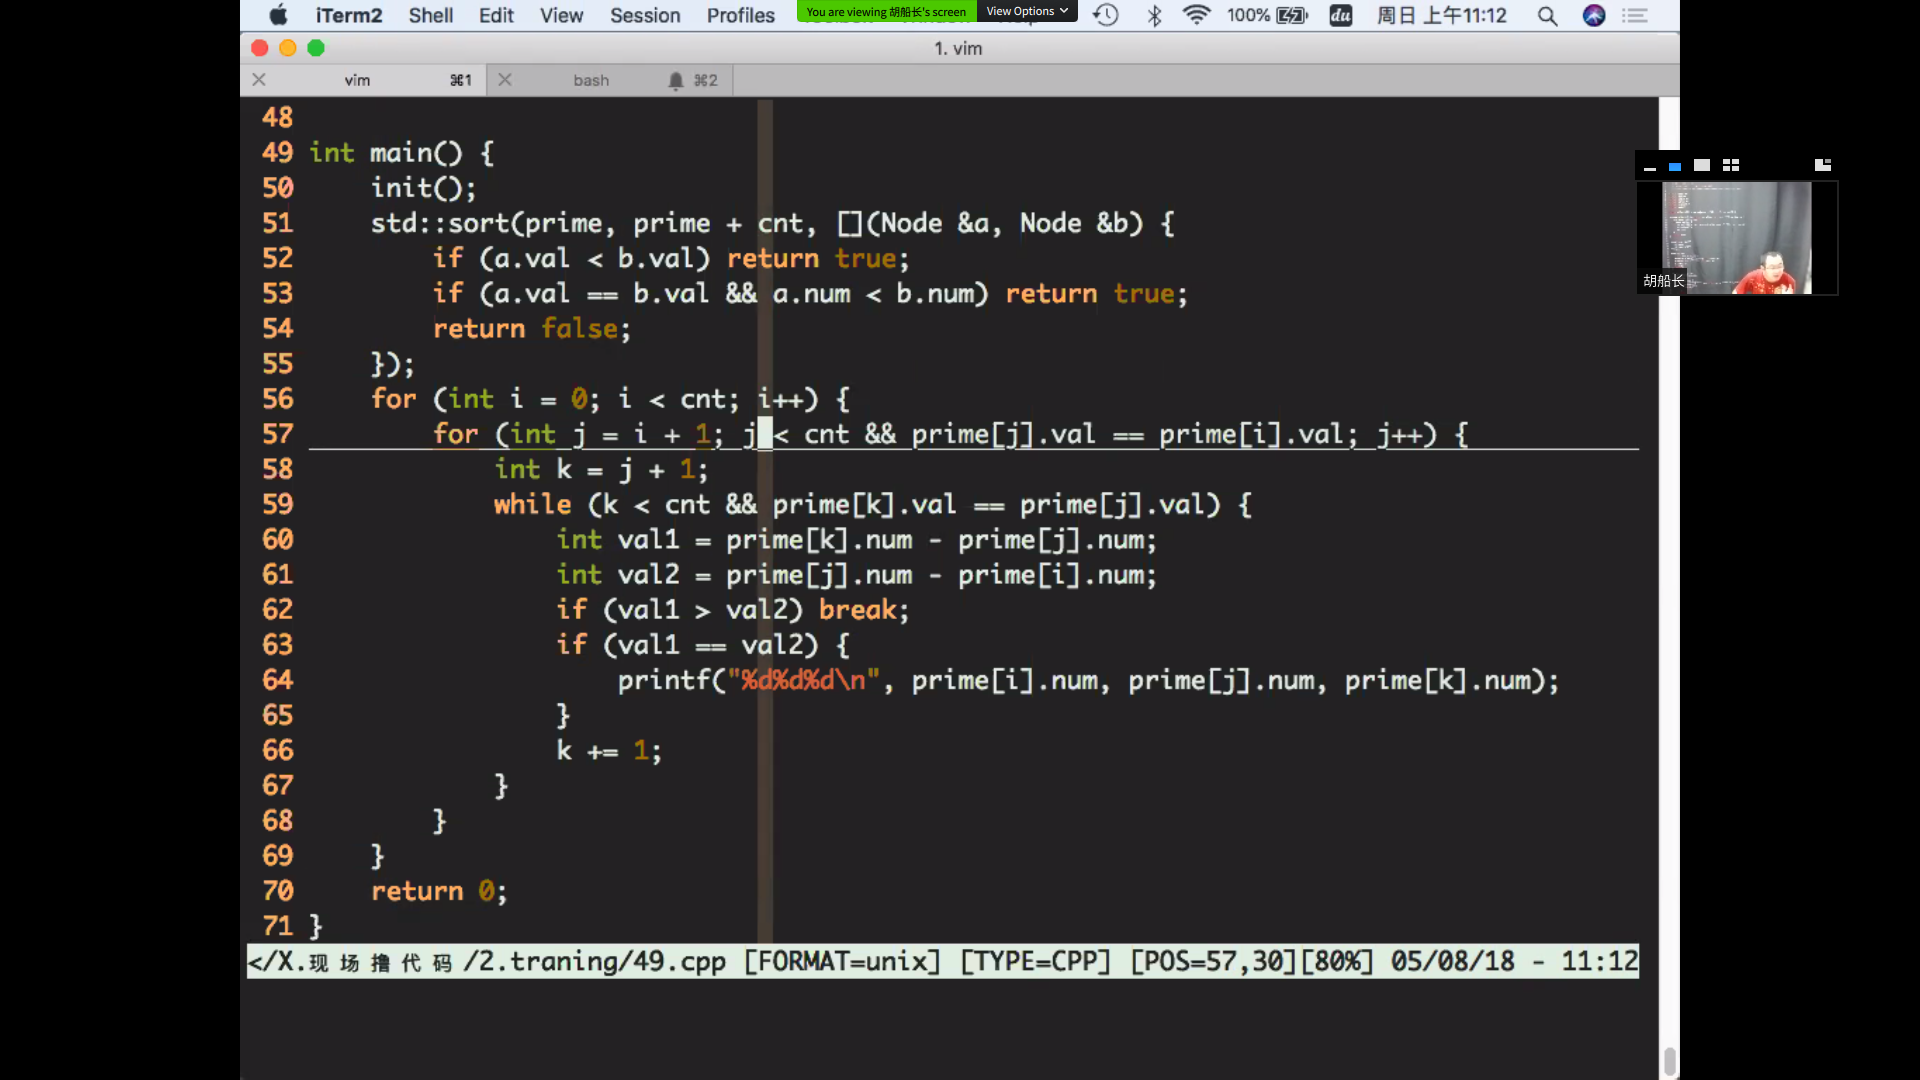 iTerm2 Shell Edit View Session Profiles You are viewing 胡船长's screen View Options 100% du 周日 上午11:12
1. vim
vim ⌘1 bash ⌘2
48
49 int main() {
50     init();
51     std::sort(prime, prime + cnt, [](Node &a, Node &b) {
52         if (a.val < b.val) return true;
53         if (a.val == b.val && a.num < b.num) return true;
54         return false;
55     });
56     for (int i = 0; i < cnt; i++) {
57         for (int j = i + 1; j < cnt && prime[j].val == prime[i].val; j++) {
58             int k = j + 1;
59             while (k < cnt && prime[k].val == prime[j].val) {
60                 int val1 = prime[k].num - prime[j].num;
61                 int val2 = prime[j].num - prime[i].num;
62                 if (val1 > val2) break;
63                 if (val1 == val2) {
64                     printf("%d%d%d\n", prime[i].num, prime[j].num, prime[k].num);
65                 }
66                 k += 1;
67             }
68         }
69     }
70     return 0;
71 }
</X.现场撸代码/2.traning/49.cpp [FORMAT=unix] [TYPE=CPP] [POS=57,30][80%] 05/08/18 - 11:12
胡船长